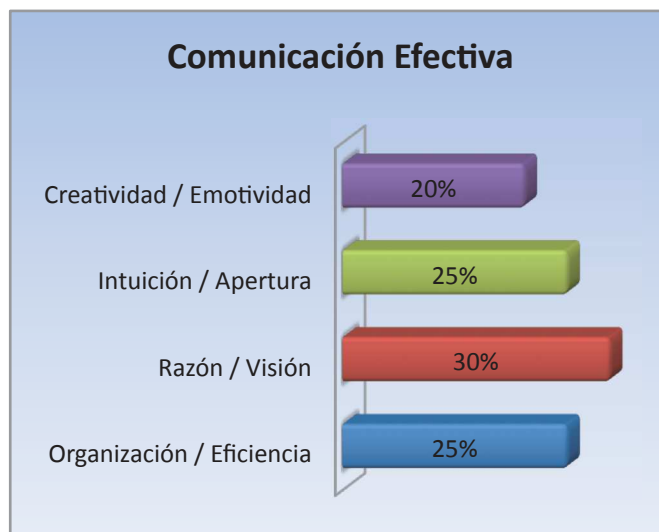 Comunicación Efectiva
Creatividad / Emotividad
20%
Intuición / Apertura
25%
Razón / Visión
30%
Organización / Eficiencia
25%